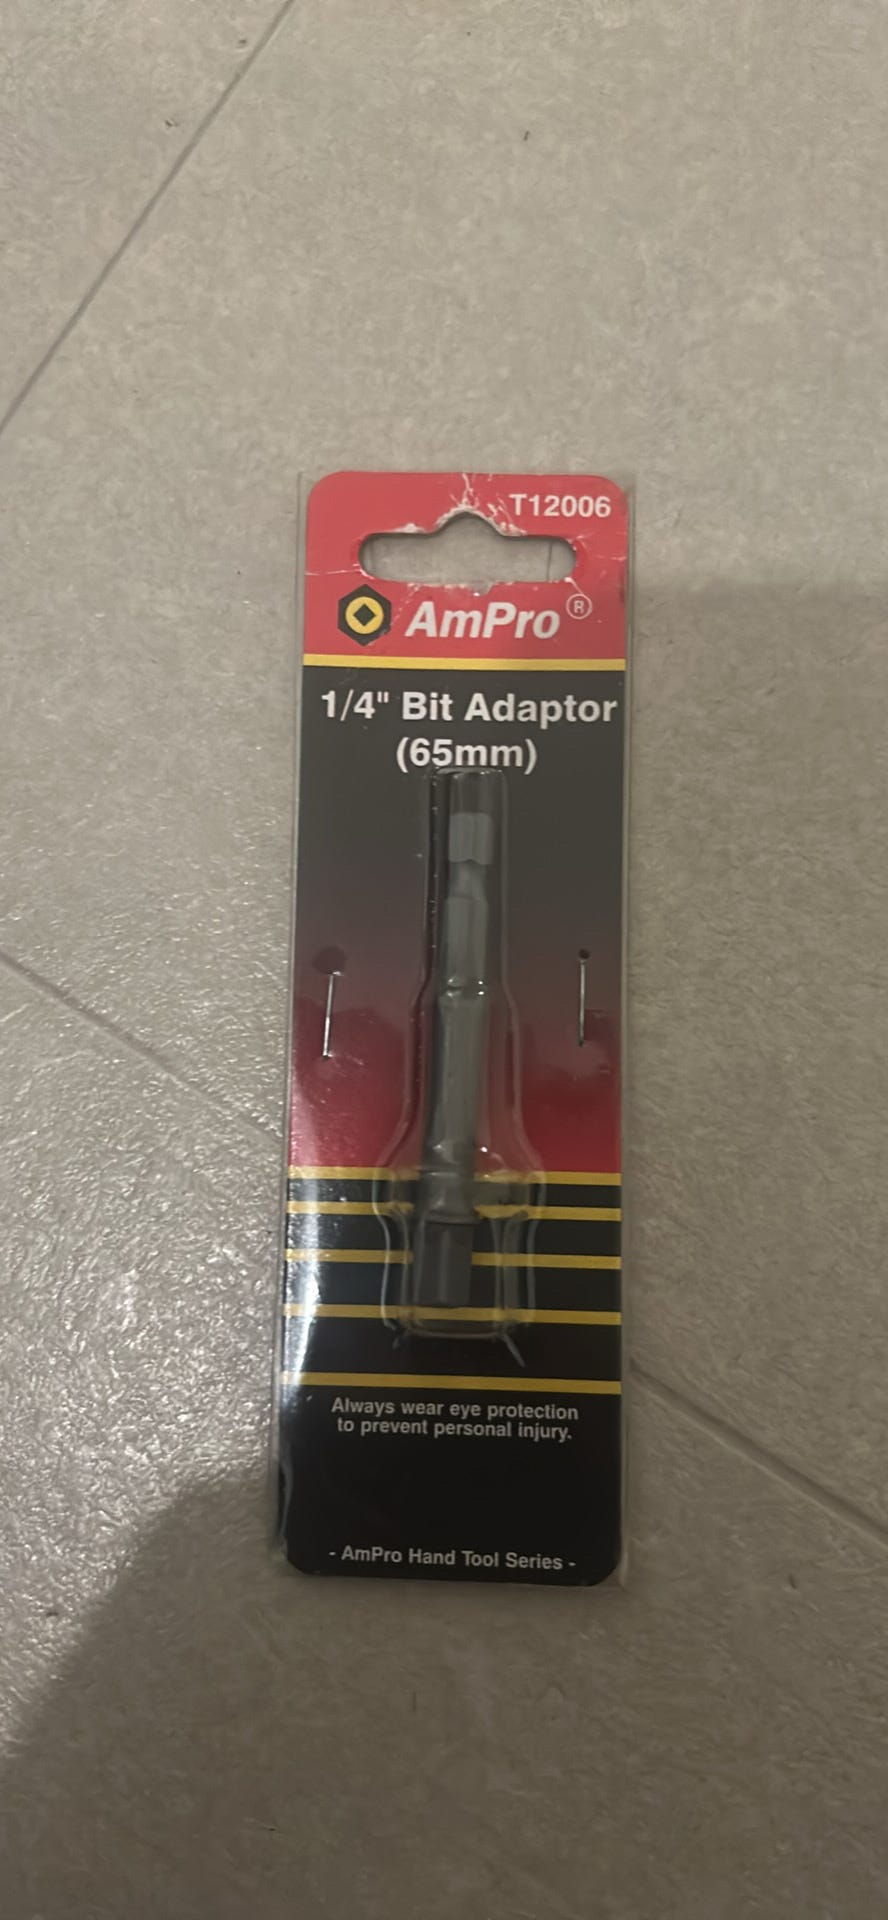 T12006
AmPro®
1/4" Bit Adaptor
(65mm)
Always wear eye protection
to prevent personal injury.
- AmPro Hand Tool Series -